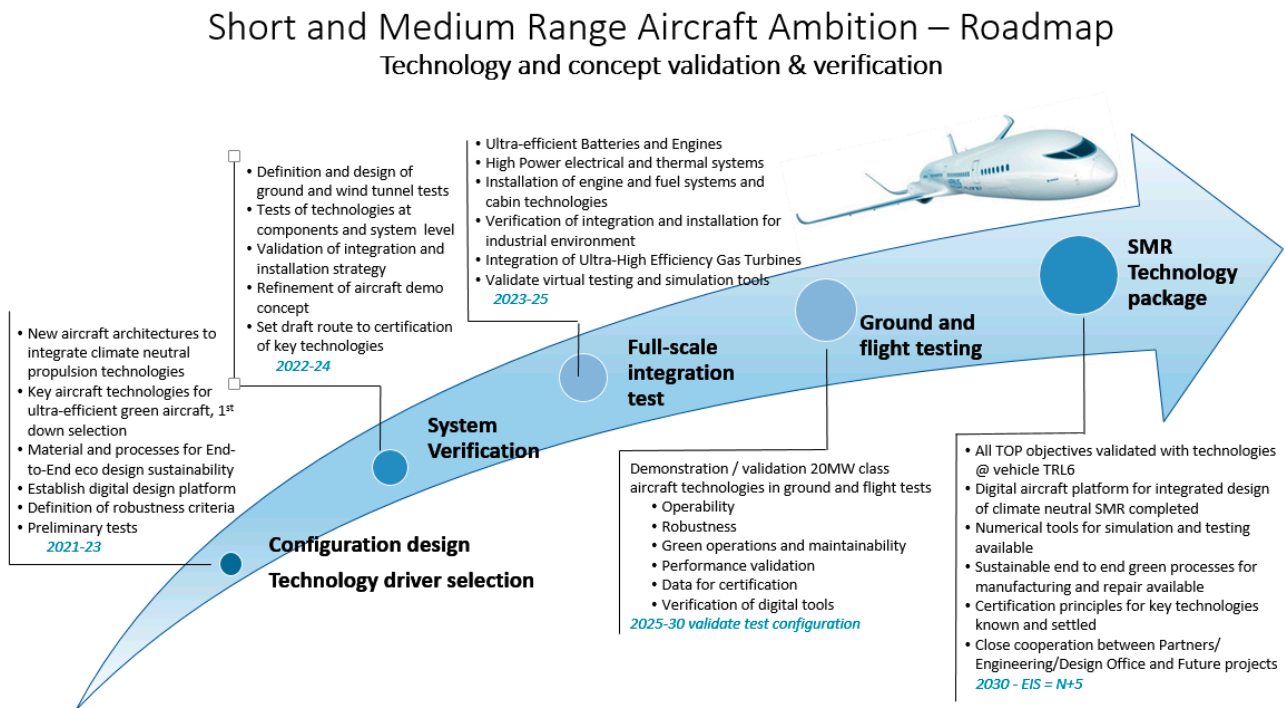 Short and Medium Range Aircraft Ambition – Roadmap
Technology and concept validation & verification
• New aircraft architectures to
integrate climate neutral
propulsion technologies
• Key aircraft technologies for
ultra-efficient green aircraft, 1st
down selection
• Material and processes for End-
to-End eco design sustainability
• Establish digital design platform
• Definition of robustness criteria
• Preliminary tests
2021-23
Configuration design
Technology driver selection
• Definition and design of
ground and wind tunnel tests
• Tests of technologies at
components and system level
• Validation of integration and
installation strategy
• Refinement of aircraft demo
concept
• Set draft route to certification
of key technologies
2022-24
System
Verification
• Ultra-efficient Batteries and Engines
• High Power electrical and thermal systems
• Installation of engine and fuel systems and
cabin technologies
• Verification of integration and installation for
industrial environment
• Integration of Ultra-High Efficiency Gas Turbines
• Validate virtual testing and simulation tools
2023-25
Full-scale
integration
test
Ground and
flight testing
Demonstration / validation 20MW class
aircraft technologies in ground and flight tests
• Operability
• Robustness
• Green operations and maintainability
• Performance validation
• Data for certification
• Verification of digital tools
2025-30 validate test configuration
SMR
Technology
package
• All TOP objectives validated with technologies
@ vehicle TRL6
• Digital aircraft platform for integrated design
of climate neutral SMR completed
• Numerical tools for simulation and testing
available
• Sustainable end to end green processes for
manufacturing and repair available
• Certification principles for key technologies
known and settled
• Close cooperation between Partners/
Engineering/Design Office and Future projects
2030 - EIS = N+5